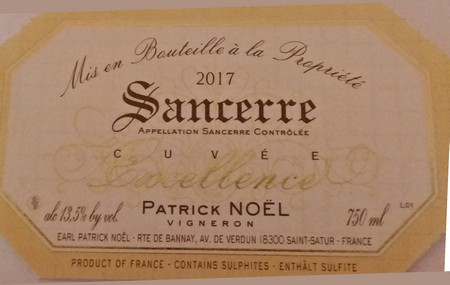 Mis en Bouteille à la Propriété
2017
Sancerre
APPELLATION SANCERRE CONTRÔLÉE
CUVÉE
Excellence
alc 13,5% by vol.
PATRICK NOËL
750 ml
VIGNERON
EARL PATRICK NOËL - RTE DE BANNAY, AV. DE VERDUN 18300 SAINT-SATUR - FRANCE
PRODUCT OF FRANCE - CONTAINS SULPHITES - ENTHÄLT SULFITE